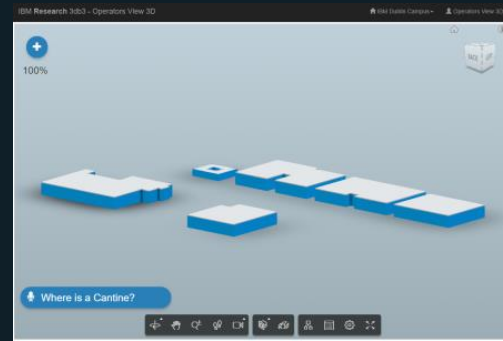 IBM Research 3db3 - Operators View 3D
IBM Dublin Campus
Operators View 3D
100%
Where is a Cantine?